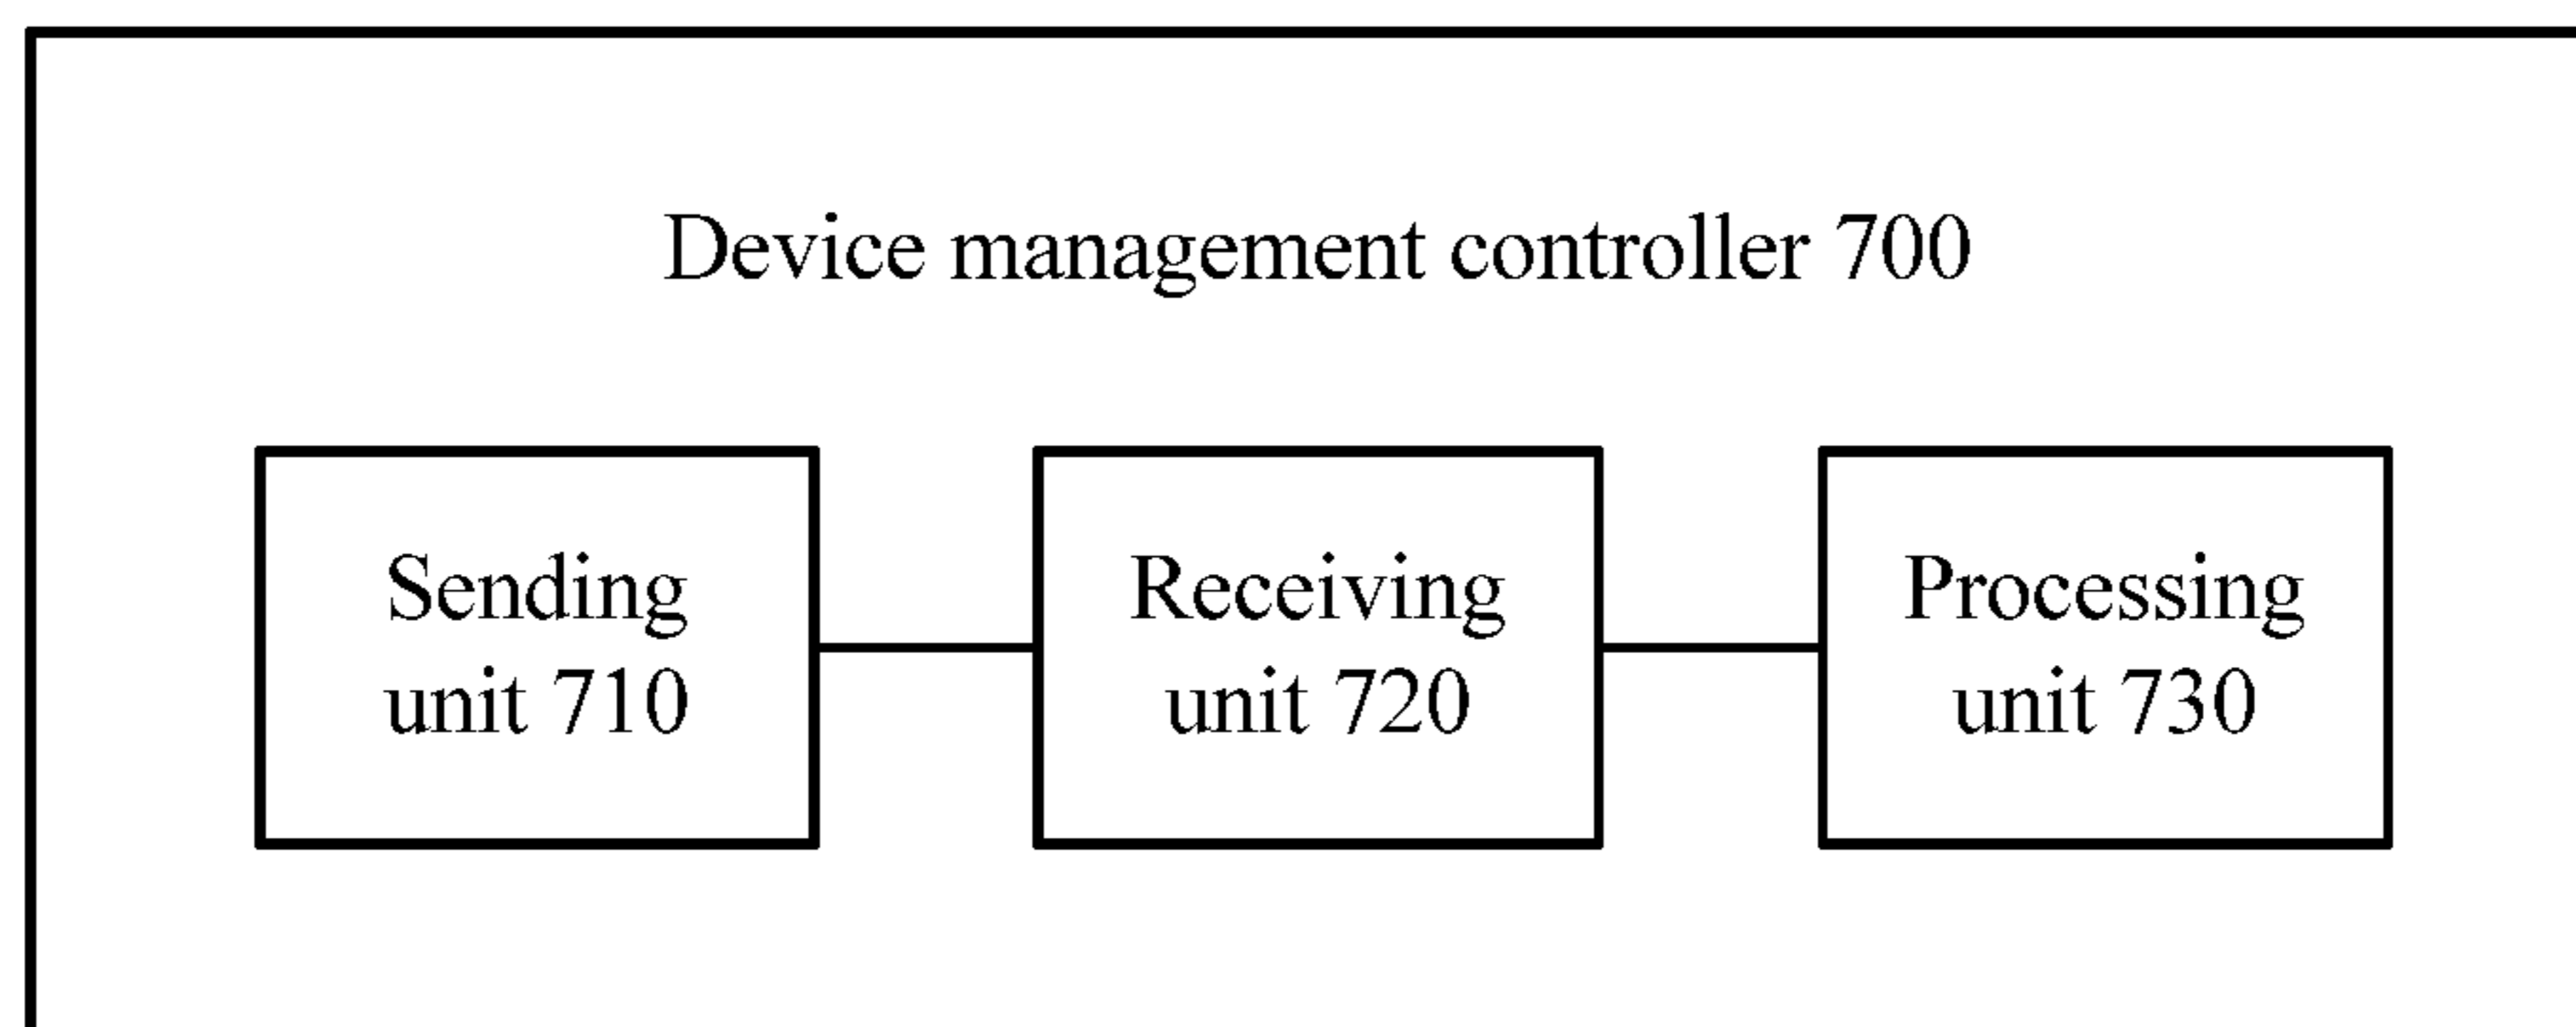 Device management controller 700
Sending
unit 710
Receiving
unit 720
Processing
unit 730